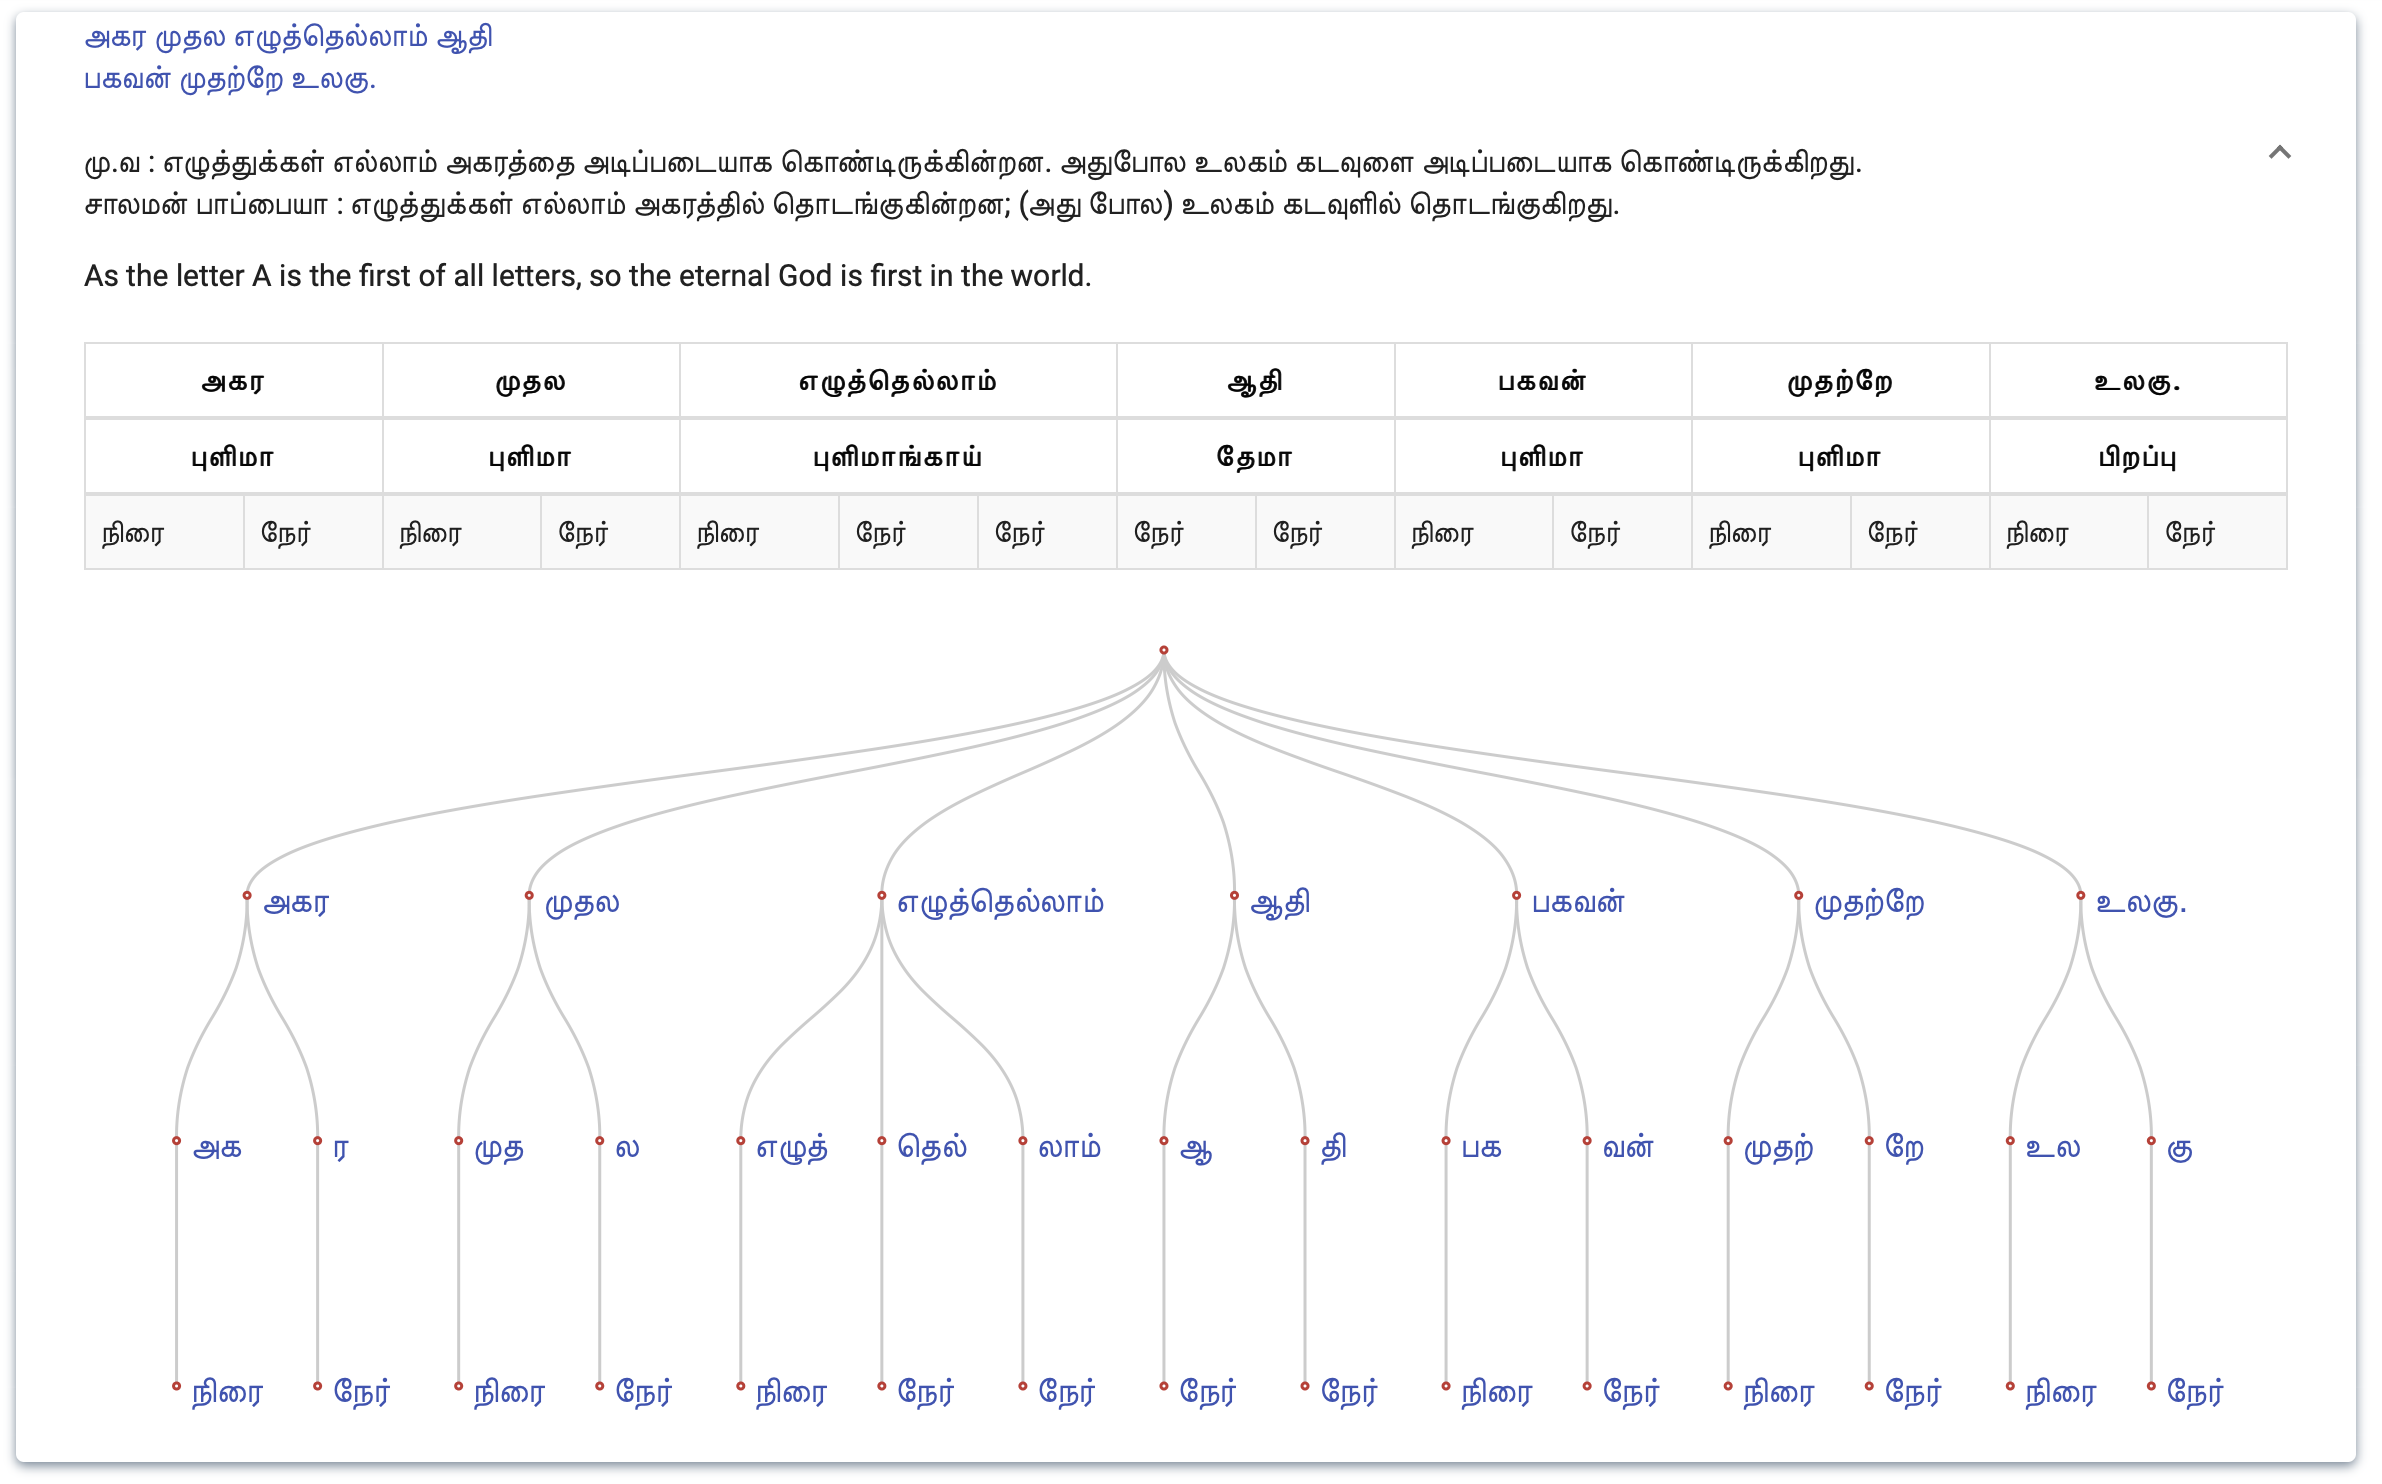 அகர முதல எழுத்தெல்லாம் ஆதி
பகவன் முதற்றே உலகு.
மு.வ : எழுத்துக்கள் எல்லாம் அகரத்தை அடிப்படையாக கொண்டிருக்கின்றன. அதுபோல உலகம் கடவுளை அடிப்படையாக கொண்டிருக்கிறது.
சாலமன் பாப்பையா : எழுத்துக்கள் எல்லாம் அகரத்தில் தொடங்குகின்றன; (அது போல) உலகம் கடவுளில் தொடங்குகிறது.
As the letter A is the first of all letters, so the eternal God is first in the world.
அகர முதல எழுத்தெல்லாம் ஆதி பகவன் முதற்றே உலகு.
புளிமா புளிமா புளிமாங்காய் தேமா புளிமா புளிமா பிறப்பு
நிரை நேர் நிரை நேர் நிரை நேர் நேர் நேர் நேர் நிரை நேர் நிரை நேர் நிரை நேர்
அகர முதல எழுத்தெல்லாம் ஆதி பகவன் முதற்றே உலகு.
அக ர முத ல எழுத் தெல் லாம் ஆ தி பக வன் முதற் றே உல கு
நிரை நேர் நிரை நேர் நிரை நேர் நேர் நேர் நேர் நிரை நேர் நிரை நேர் நிரை நேர்